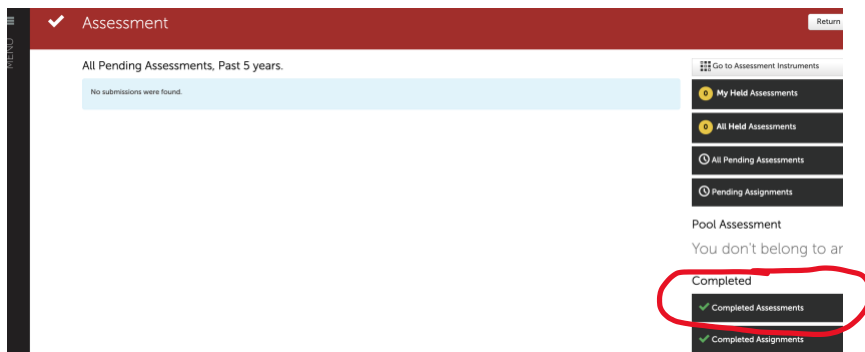 MENU
Assessment
Return
All Pending Assessments, Past 5 years.
No submissions were found.
Go to Assessment Instruments
0 My Held Assessments
0 All Held Assessments
All Pending Assessments
Pending Assignments
Pool Assessment
You don't belong to ar
Completed
Completed Assessments
Completed Assignments